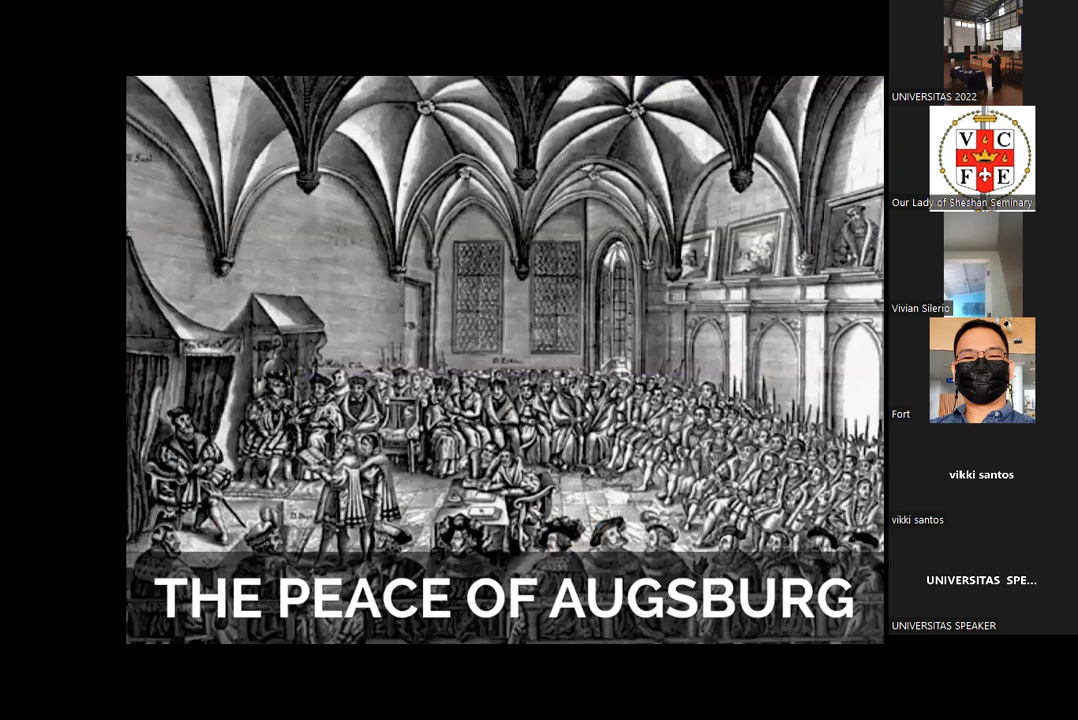 THE PEACE OF AUGSBURG
UNIVERSITAS 2022
V C
F E
Our Lady of Sheshan Seminary
Vivian Silerio
Fort
vikki santos
vikki santos
UNIVERSITAS SPE...
UNIVERSITAS SPEAKER